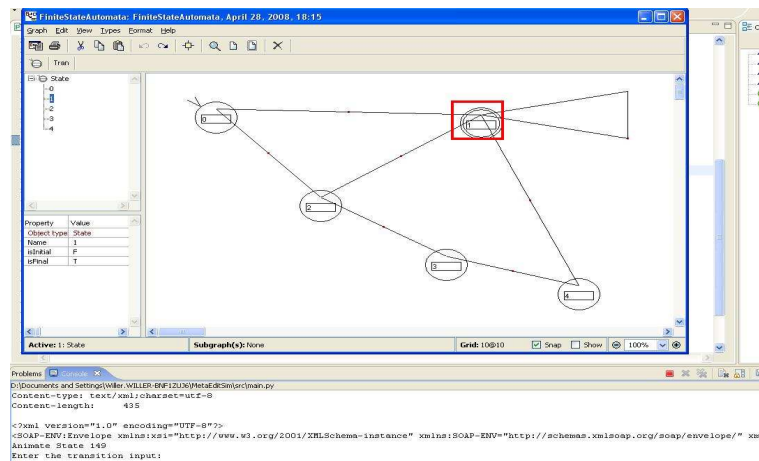 FiniteStateAutomata: FiniteStateAutomata, April 28, 2008, 18:15
Graph Edit View Types Format Help
Tran
State
0
1
2
3
4
0
1
2
3
4
Property Value
Object type State
Name 1
isInitial F
isFinal T
Active: 1: State Subgraph(s): None Grid: 10@10 Snap Show 100%
Problems Console
D:\Documents and Settings\Willer.WILLER-BNF1ZUJ6\MetaEditSim\src\main.py
Content-type: text/xml;charset=utf-8
Content-length: 435
<?xml version="1.0" encoding="UTF-8"?>
<SOAP-ENV:Envelope xmlns:xsi="http://www.w3.org/2001/XMLSchema-instance" xmlns:SOAP-ENV="http://schemas.xmlsoap.org/soap/envelope/" xm
Animate State 149
Enter the transition input: